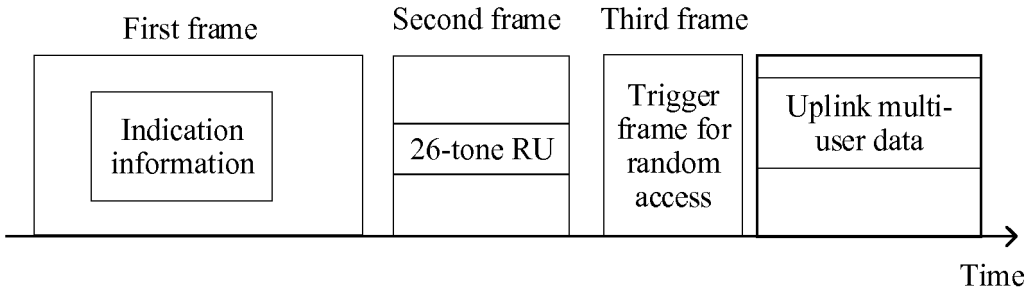 First frame
Second frame
Third frame
Indication
information
26-tone RU
Trigger
frame for
random
access
Uplink multi-
user data
Time